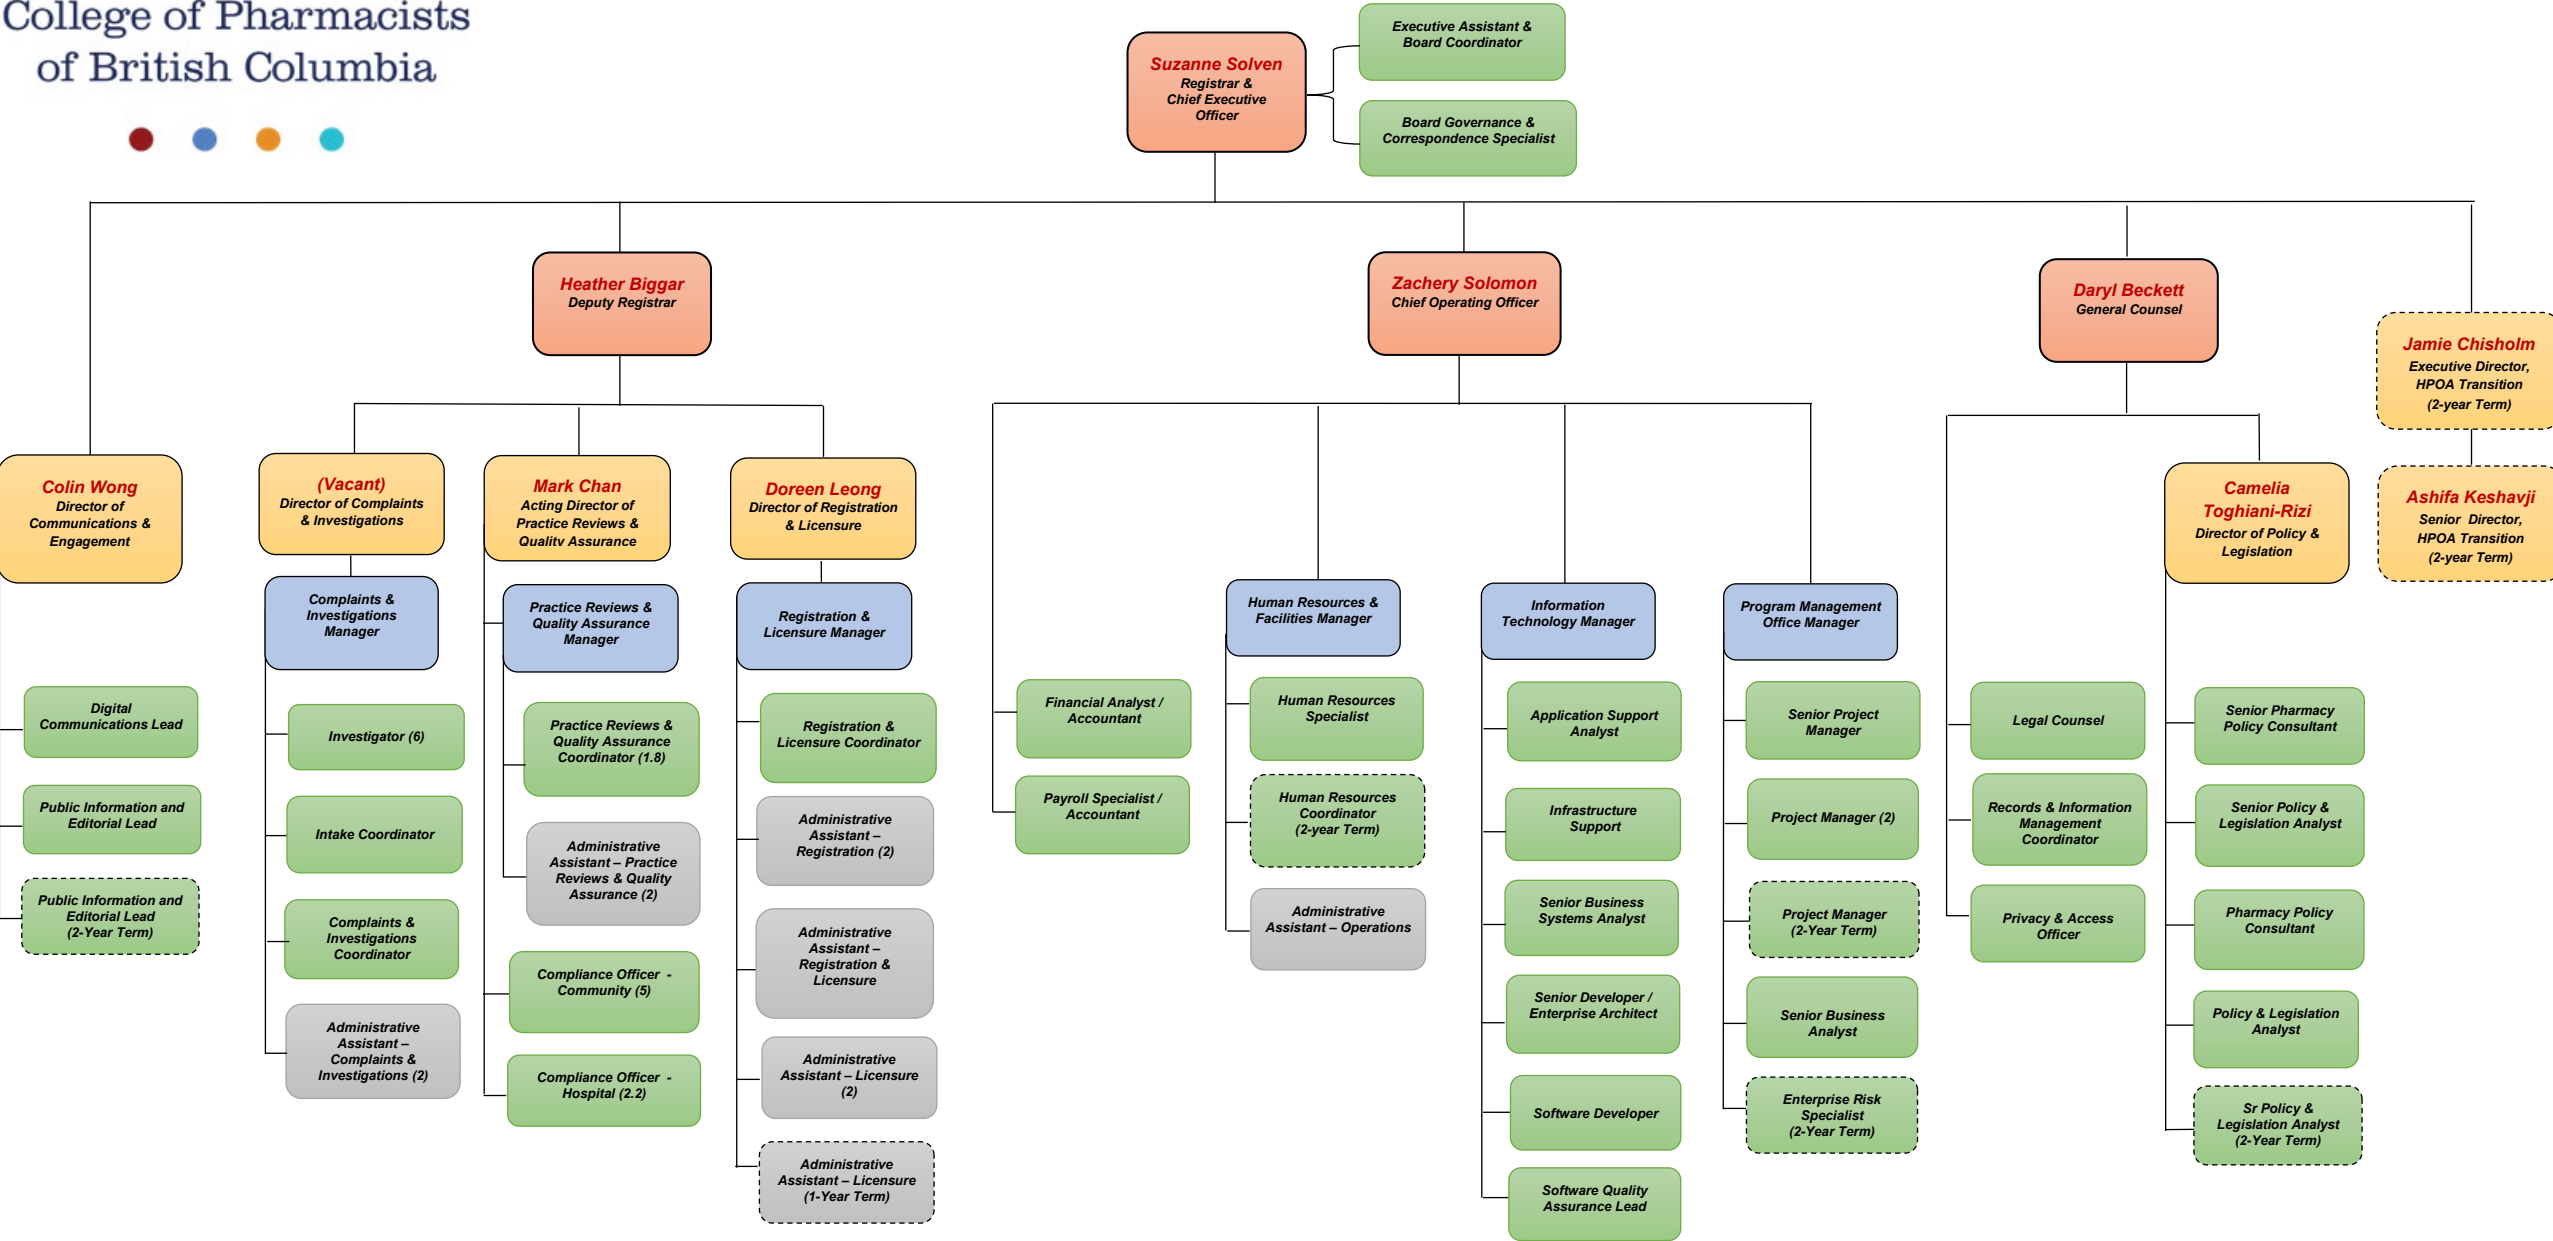 College of Pharmacists
of British Columbia
Suzanne Solven
Registrar &
Chief Executive
Officer
Executive Assistant &
Board Coordinator
Board Governance &
Correspondence Specialist
Heather Biggar
Deputy Registrar
Zachery Solomon
Chief Operating Officer
Daryl Beckett
General Counsel
Jamie Chisholm
Executive Director,
HPOA Transition
(2-year Term)
Ashifa Keshavji
Senior Director,
HPOA Transition
(2-year Term)
Colin Wong
Director of
Communications &
Engagement
Digital
Communications Lead
Public Information and
Editorial Lead
Public Information and
Editorial Lead
(2-Year Term)
(Vacant)
Director of Complaints
& Investigations
Complaints &
Investigations
Manager
Investigator (6)
Intake Coordinator
Complaints &
Investigations
Coordinator
Administrative
Assistant –
Complaints &
Investigations (2)
Mark Chan
Acting Director of
Practice Reviews &
Quality Assurance
Practice Reviews &
Quality Assurance
Manager
Practice Reviews &
Quality Assurance
Coordinator (1.8)
Administrative
Assistant – Practice
Reviews & Quality
Assurance (2)
Compliance Officer -
Community (5)
Compliance Officer -
Hospital (2.2)
Doreen Leong
Director of Registration
& Licensure
Registration &
Licensure Manager
Registration &
Licensure Coordinator
Administrative
Assistant –
Registration (2)
Administrative
Assistant –
Registration &
Licensure
Administrative
Assistant – Licensure
(2)
Administrative
Assistant – Licensure
(1-Year Term)
Financial Analyst /
Accountant
Payroll Specialist /
Accountant
Human Resources &
Facilities Manager
Human Resources
Specialist
Human Resources
Coordinator
(2-year Term)
Administrative
Assistant – Operations
Information
Technology Manager
Application Support
Analyst
Infrastructure
Support
Senior Business
Systems Analyst
Senior Developer /
Enterprise Architect
Software Developer
Software Quality
Assurance Lead
Program Management
Office Manager
Senior Project
Manager
Project Manager (2)
Project Manager
(2-Year Term)
Senior Business
Analyst
Enterprise Risk
Specialist
(2-Year Term)
Legal Counsel
Records & Information
Management
Coordinator
Privacy & Access
Officer
Camelia
Toghiani-Rizi
Director of Policy &
Legislation
Senior Pharmacy
Policy Consultant
Senior Policy &
Legislation Analyst
Pharmacy Policy
Consultant
Policy & Legislation
Analyst
Sr Policy &
Legislation Analyst
(2-Year Term)